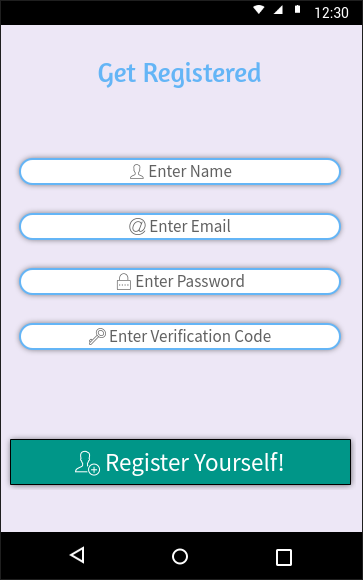 12:30
Get Registered
Enter Name
Enter Email
Enter Password
Enter Verification Code
Register Yourself!